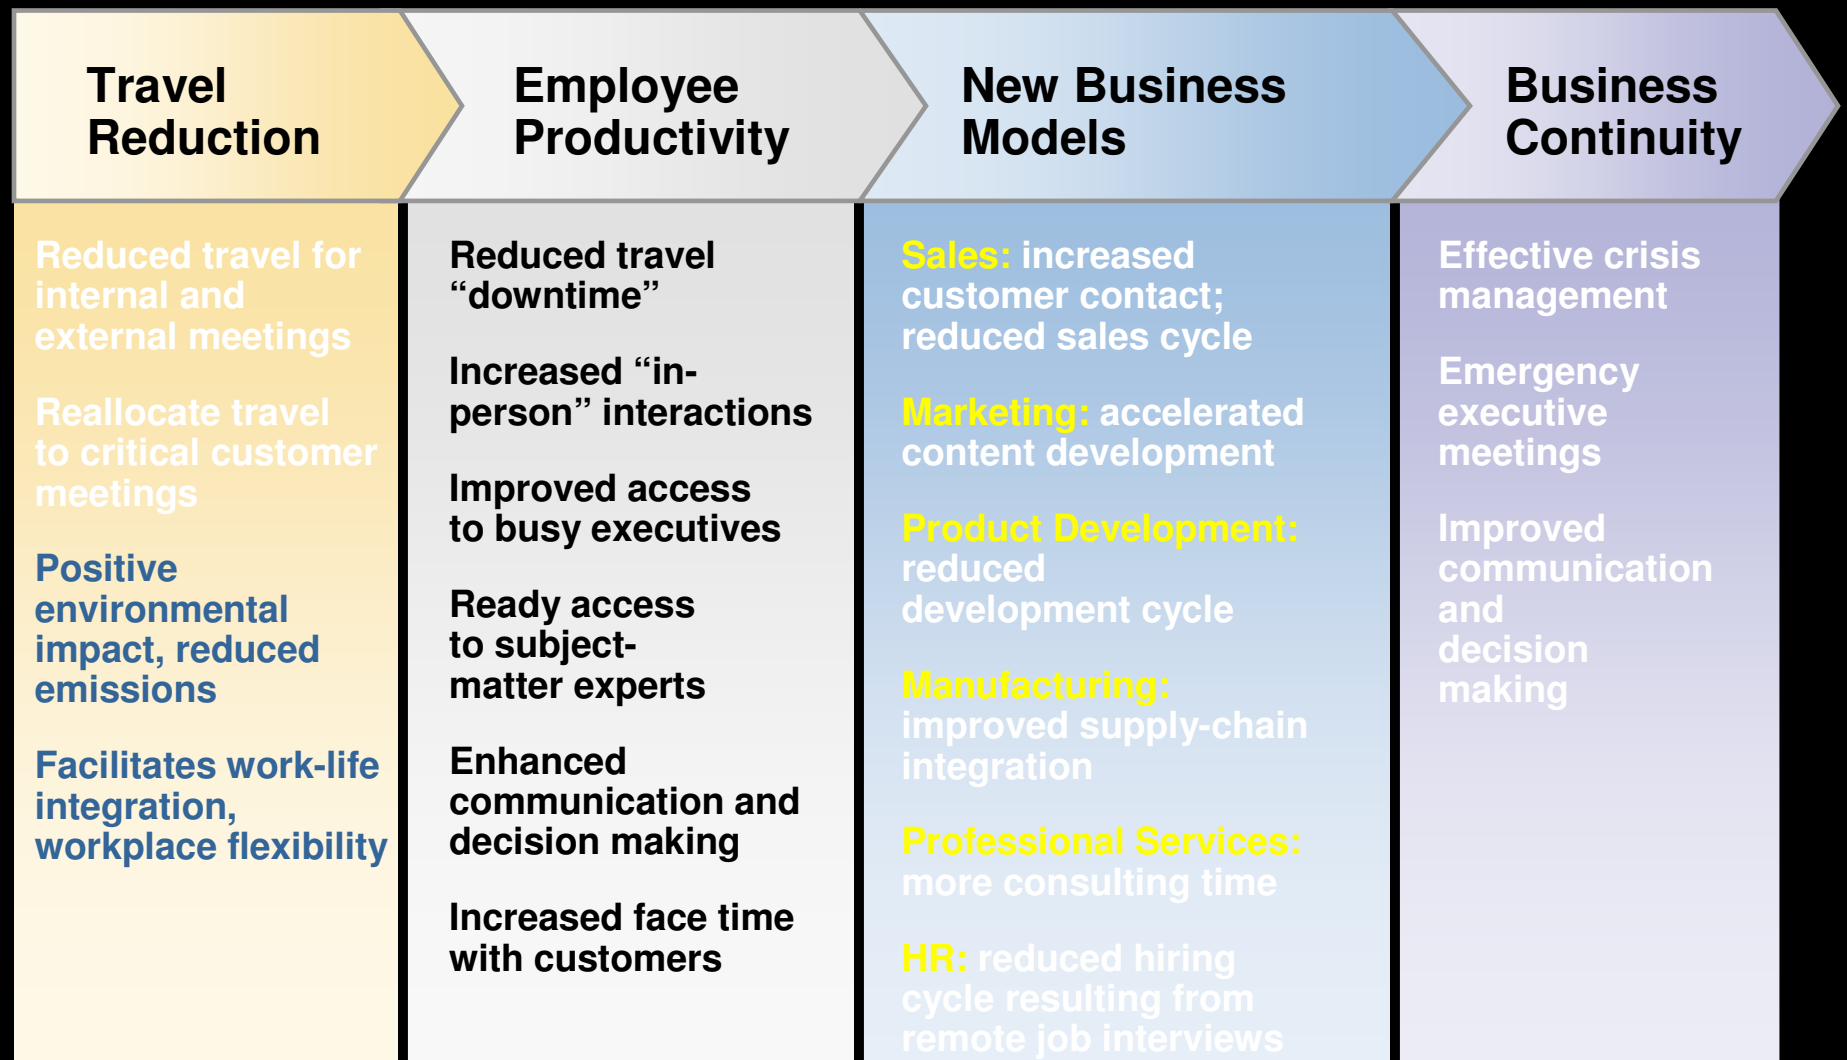 Travel
Reduction
Employee
Productivity
New Business
Models
Business
Continuity
Reduced travel for
internal and
external meetings
Reallocate travel
to critical customer
meetings
Positive
environmental
impact, reduced
emissions
Facilitates work-life
integration,
workplace flexibility
Reduced travel
“downtime”
Increased “in-
person” interactions
Improved access
to busy executives
Ready access
to subject-
matter experts
Enhanced
communication and
decision making
Increased face time
with customers
Sales: increased
customer contact;
reduced sales cycle
Marketing: accelerated
content development
Product Development:
reduced
development cycle
Manufacturing:
improved supply-chain
integration
Professional Services:
more consulting time
HR: reduced hiring
cycle resulting from
remote job interviews
Effective crisis
management
Emergency
executive
meetings
Improved
communication
and
decision
making